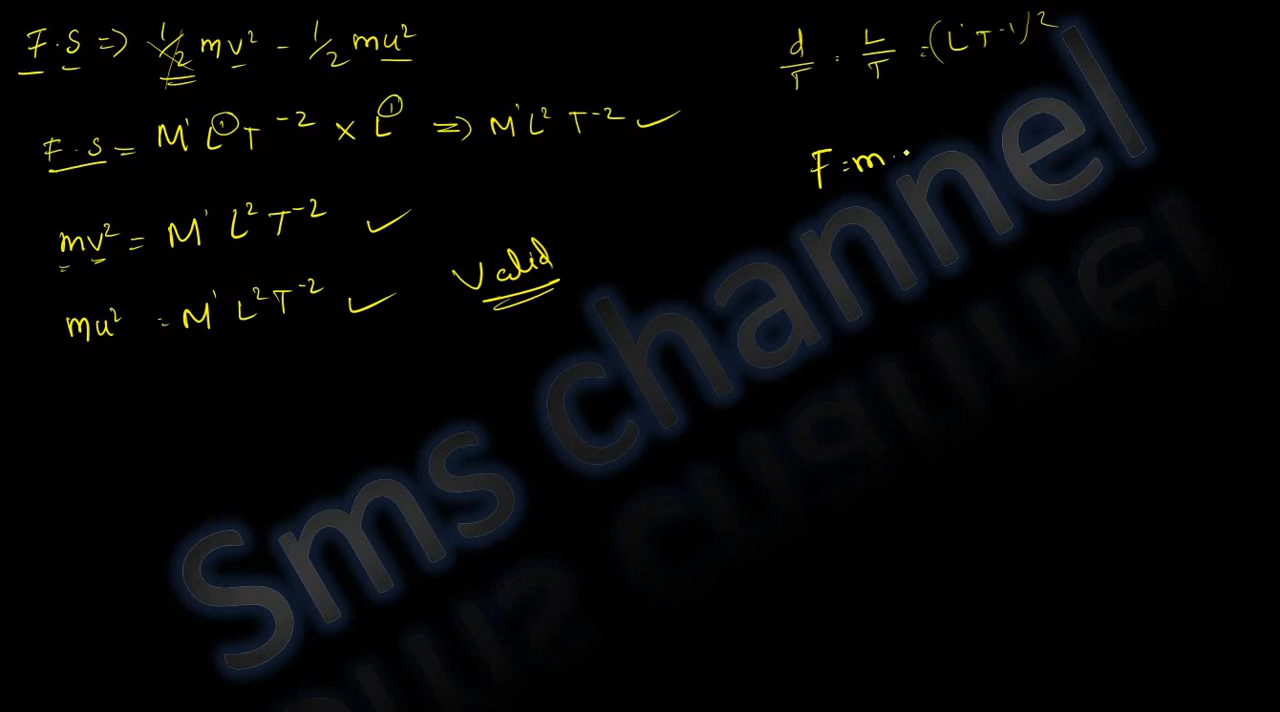 F.S => 1/2 mv² - 1/2 mu²
F.S = M¹ L¹ T⁻² × L¹ => M¹ L² T⁻² ✓
mv² = M¹ L² T⁻² ✓
mu² = M¹ L² T⁻² ✓
Valid
d/T = L/T = (L¹ T⁻¹)²
F = m .
Sms channel